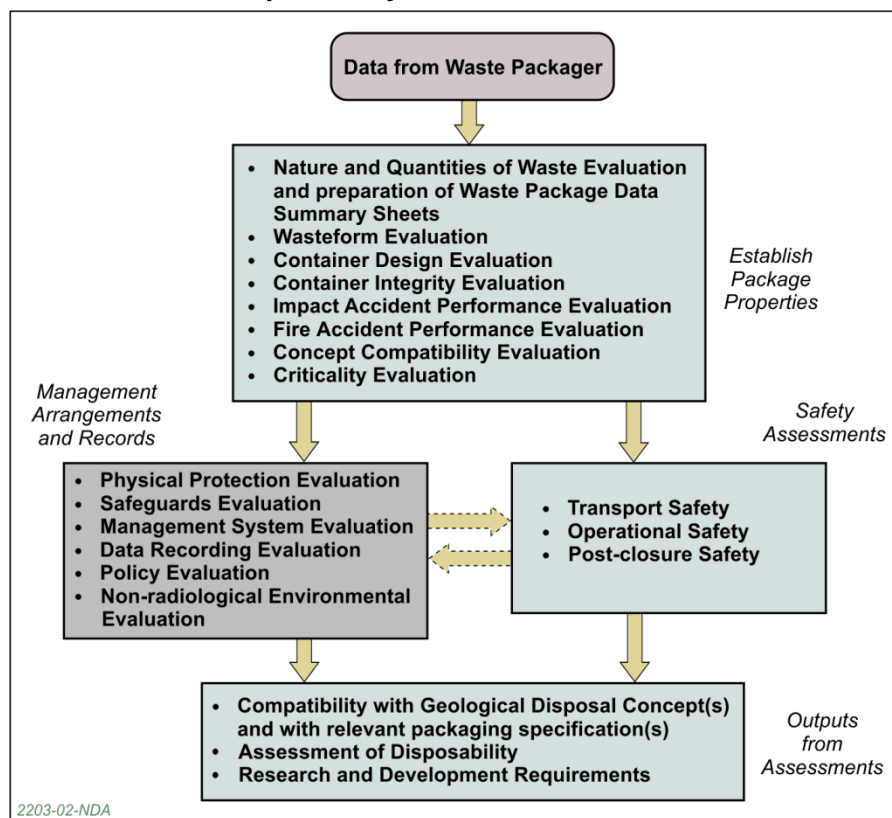 Data from Waste Packager
• Nature and Quantities of Waste Evaluation
and preparation of Waste Package Data
Summary Sheets
• Wasteform Evaluation
• Container Design Evaluation
• Container Integrity Evaluation
• Impact Accident Performance Evaluation
• Fire Accident Performance Evaluation
• Concept Compatibility Evaluation
• Criticality Evaluation
Establish
Package
Properties
Management
Arrangements
and Records
Safety
Assessments
• Physical Protection Evaluation
• Safeguards Evaluation
• Management System Evaluation
• Data Recording Evaluation
• Policy Evaluation
• Non-radiological Environmental
Evaluation
• Transport Safety
• Operational Safety
• Post-closure Safety
• Compatibility with Geological Disposal Concept(s)
and with relevant packaging specification(s)
• Assessment of Disposability
• Research and Development Requirements
Outputs
from
Assessments
2203-02-NDA